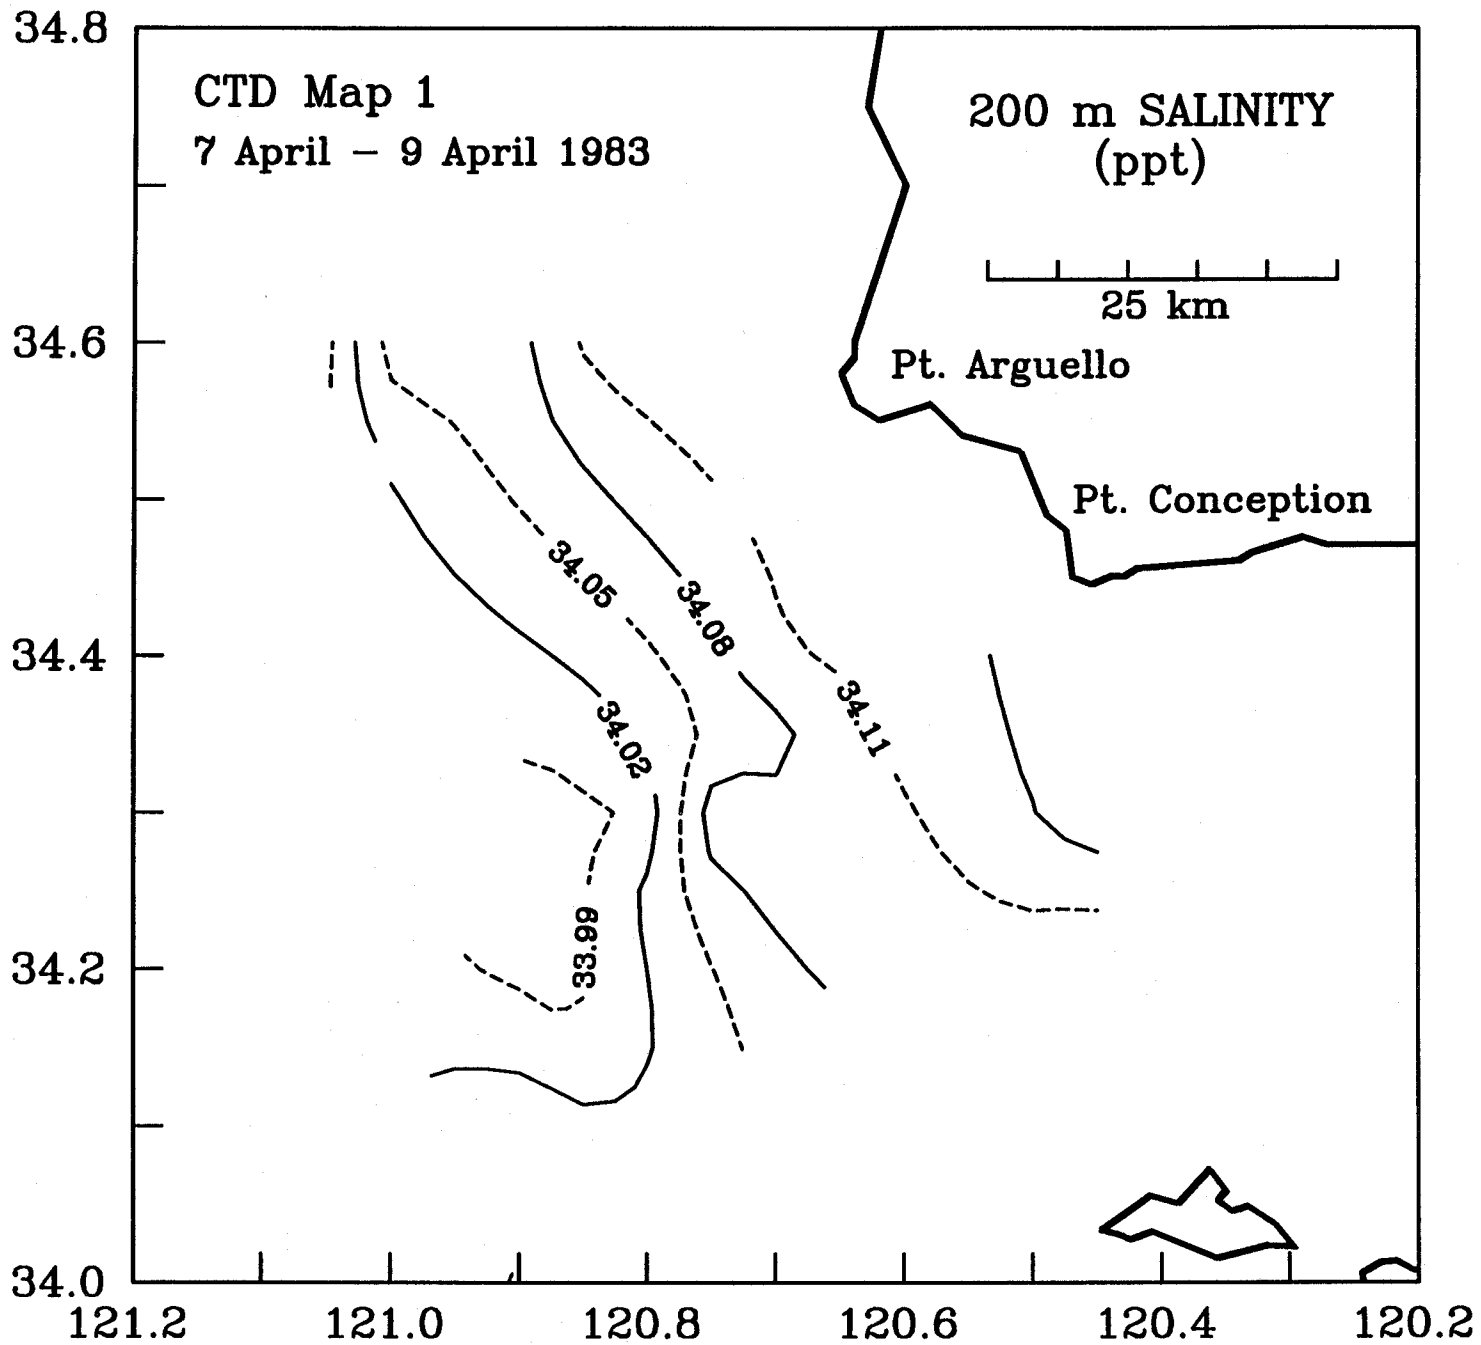 34.8
CTD Map 1
7 April – 9 April 1983
200 m SALINITY
(ppt)
25 km
34.6
Pt. Arguello
Pt. Conception
34.05
34.08
34.4
34.11
34.02
33.99
34.2
34.0
121.2 121.0 120.8 120.6 120.4 120.2